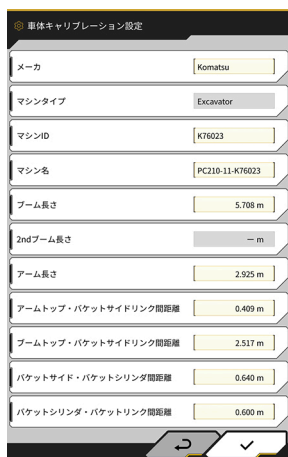 車体キャリブレーション設定
メーカ
Komatsu
マシンタイプ
Excavator
マシンID
K76023
マシン名
PC210-11-K76023
ブーム長さ
5.708 m
2ndブーム長さ
— m
アーム長さ
2.925 m
アームトップ・バケットサイドリンク間距離
0.409 m
ブームトップ・バケットサイドリンク間距離
2.517 m
バケットサイド・バケットシリンダ間距離
0.640 m
バケットシリンダ・バケットリンク間距離
0.600 m